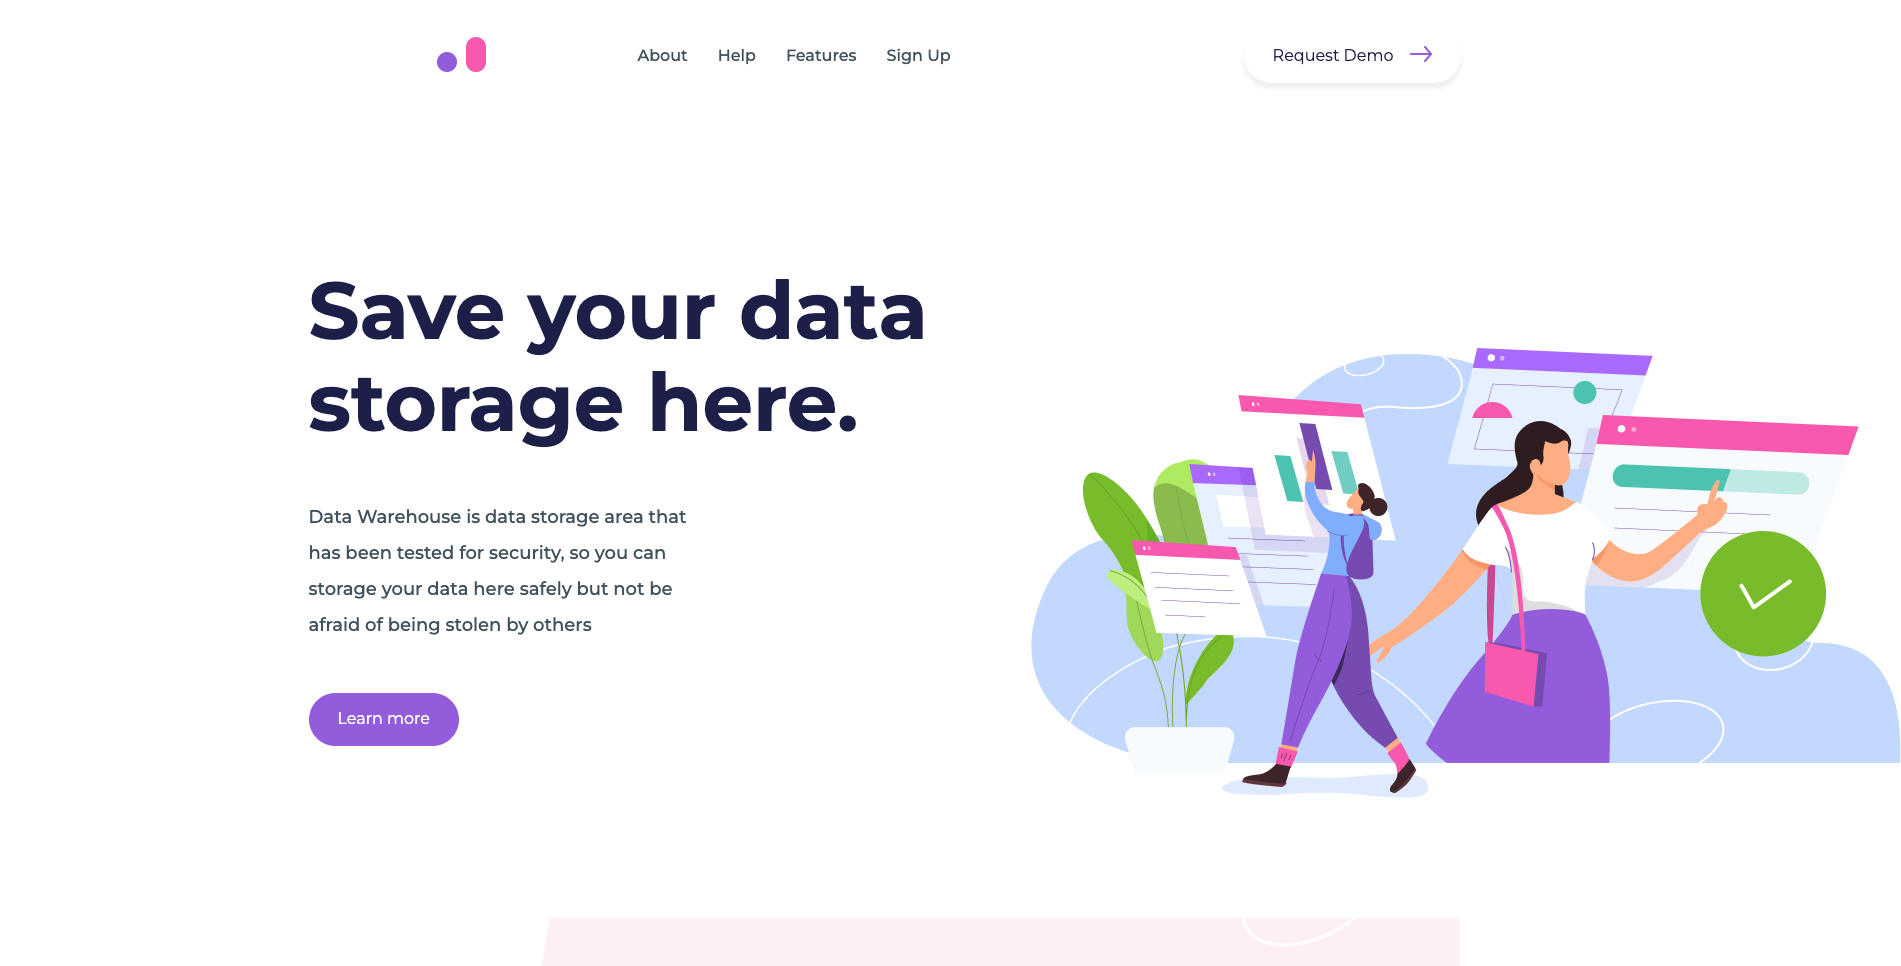 About Help Features Sign Up Request Demo
Save your data
storage here.
Data Warehouse is data storage area that
has been tested for security, so you can
storage your data here safely but not be
afraid of being stolen by others
Learn more